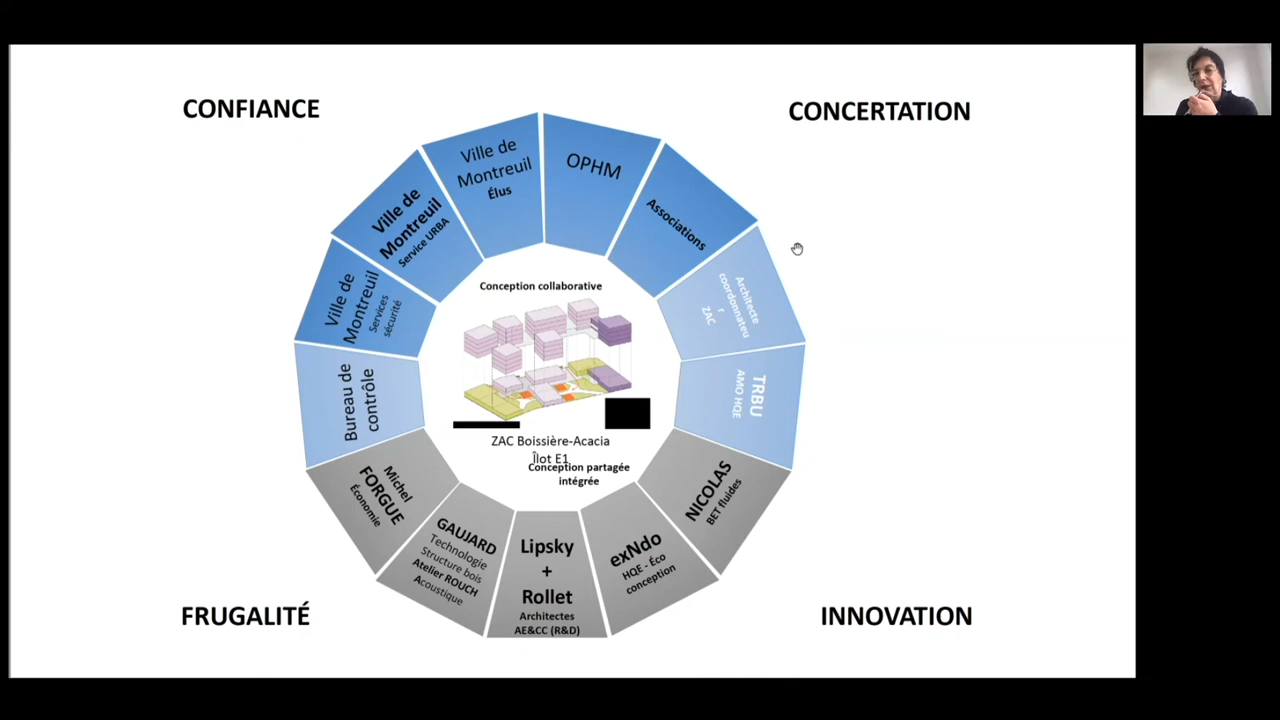 CONFIANCE
CONCERTATION
Ville de
Montreuil
Élus
OPHM
Associations
Architecte
coordonnateu
r
ZAC
TRBU
AMO HQE
NICOLAS
BET fluides
exNdo
HQE - Éco
conception
Lipsky
+
Rollet
Architectes
AE&CC (R&D)
GAUJARD
Technologie
Structure bois
Atelier ROUCH
Acoustique
Michel
FORGUE
Économie
Bureau de
contrôle
Ville de
Montreuil
Services
sécurité
Ville de
Montreuil
Service URBA
Conception collaborative
ZAC Boissière-Acacia
Îlot E1
Conception partagée
intégrée
FRUGALITÉ
INNOVATION